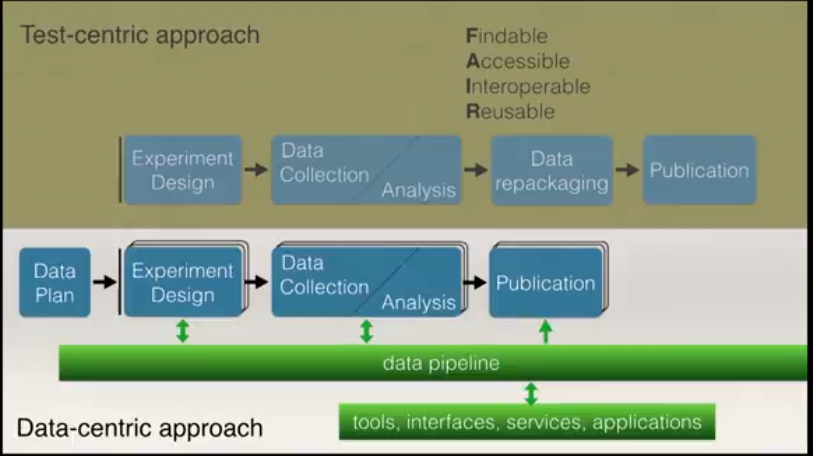 Test-centric approach
Findable
Accessible
Interoperable
Reusable
Experiment
Design
Data
Collection
Analysis
Data
repackaging
Publication
Data
Plan
Experiment
Design
Data
Collection
Analysis
Publication
data pipeline
tools, interfaces, services, applications
Data-centric approach